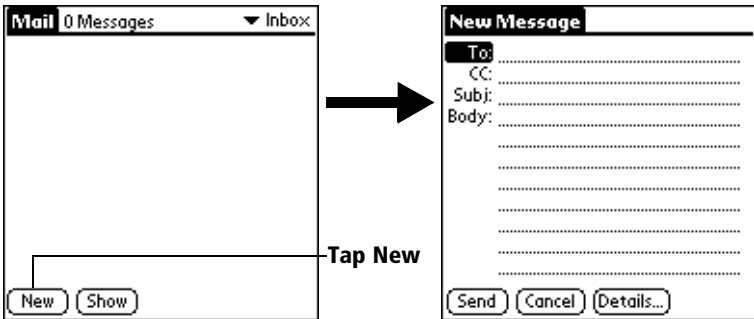 Mail 0 Messages Inbox
New Show
Tap New
New Message
To:
CC:
Subj:
Body:
Send Cancel Details...